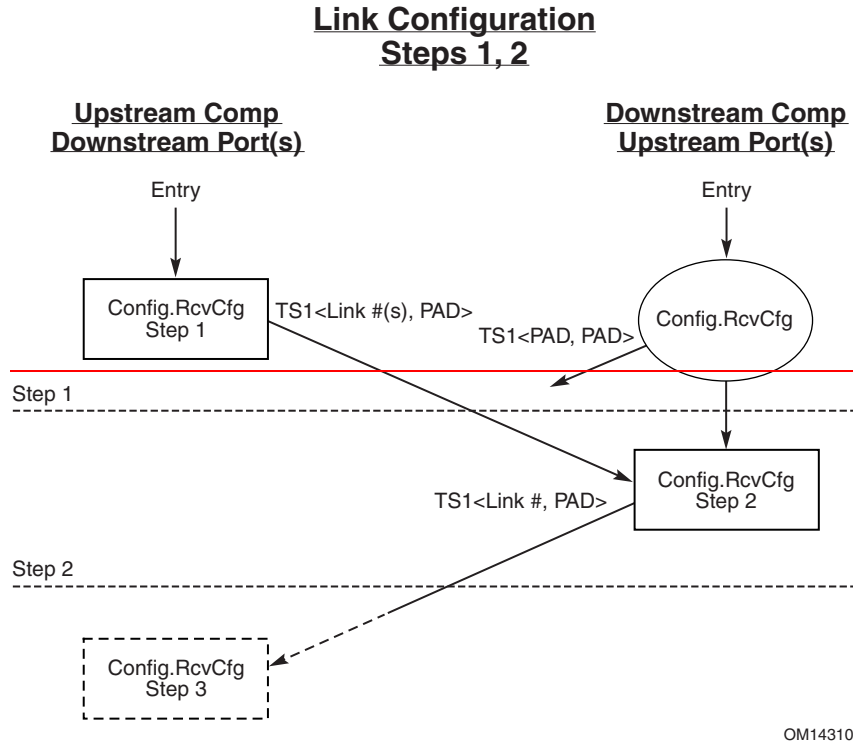 Link Configuration
Steps 1, 2
Upstream Comp
Downstream Port(s)
Downstream Comp
Upstream Port(s)
Entry
Entry
Config.RcvCfg
Step 1
TS1<Link #(s), PAD>
TS1<PAD, PAD>
Config.RcvCfg
Step 1
Config.RcvCfg
Step 2
TS1<Link #, PAD>
Step 2
Config.RcvCfg
Step 3
OM14310